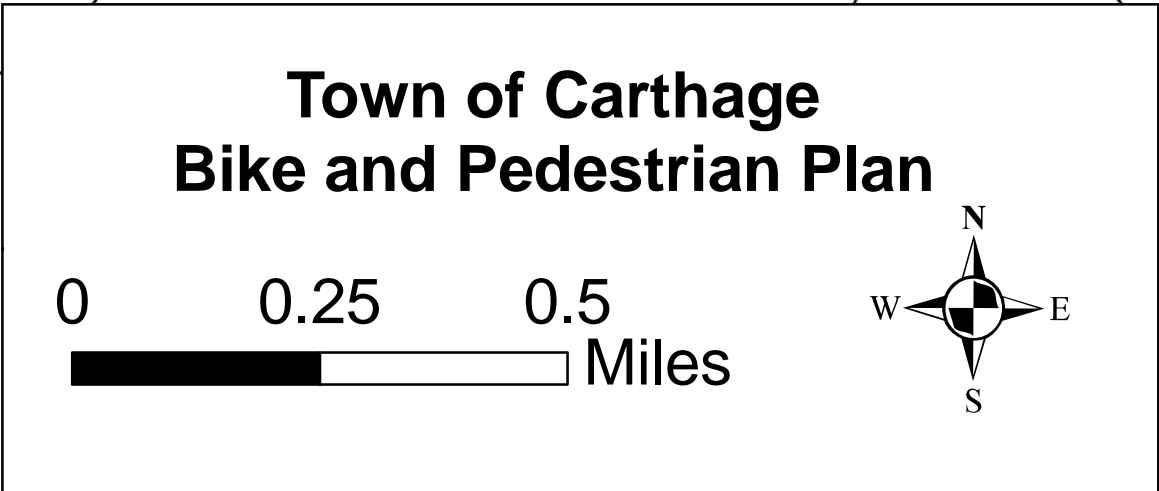 Town of Carthage
Bike and Pedestrian Plan
N
0 0.25 0.5
W E
Miles
S